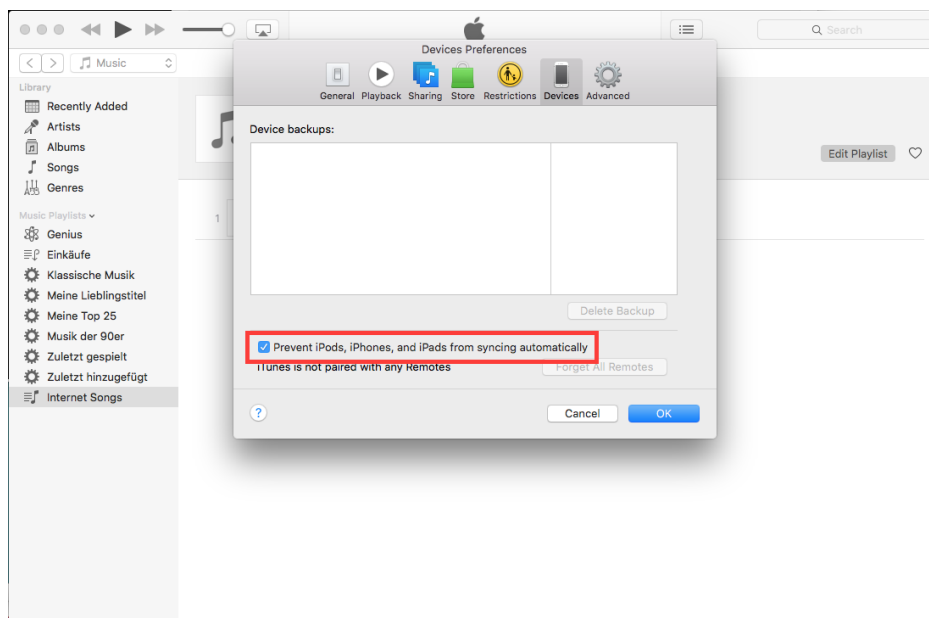 Search
Devices Preferences
General Playback Sharing Store Restrictions Devices Advanced
Music
Library
Recently Added
Artists
Albums
Songs
Genres
Music Playlists
Genius
Einkäufe
Klassische Musik
Meine Lieblingstitel
Meine Top 25
Musik der 90er
Zuletzt gespielt
Zuletzt hinzugefügt
Internet Songs
Device backups:
Edit Playlist
1
Delete Backup
Prevent iPods, iPhones, and iPads from syncing automatically
iTunes is not paired with any Remotes
Forget All Remotes
?
Cancel
OK